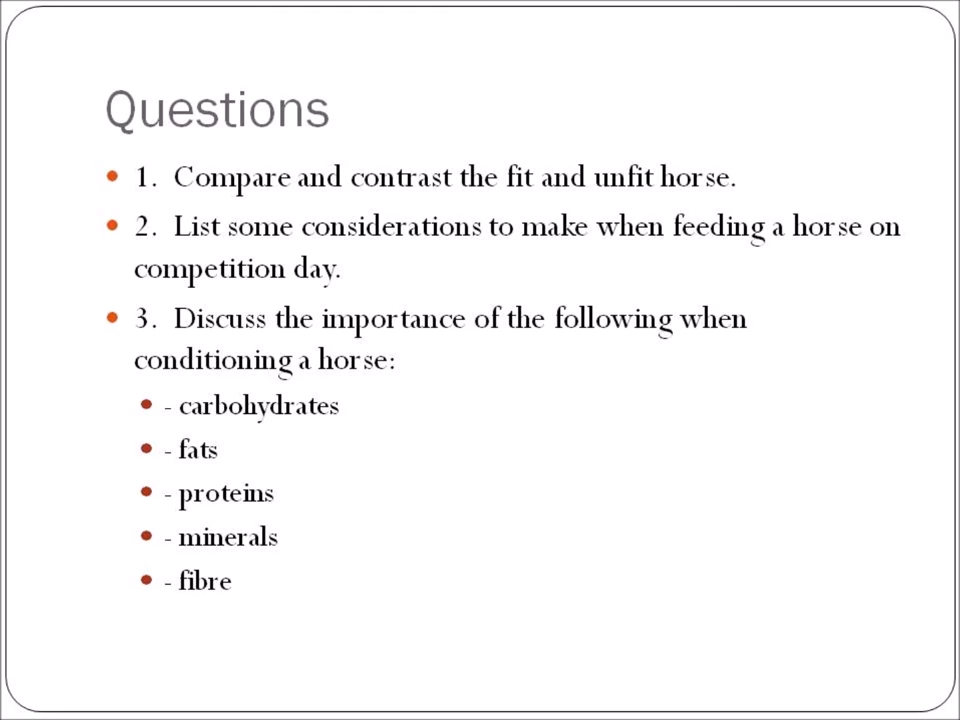 Questions
1. Compare and contrast the fit and unfit horse.
2. List some considerations to make when feeding a horse on
competition day.
3. Discuss the importance of the following when
conditioning a horse:
- carbohydrates
- fats
- proteins
- minerals
- fibre